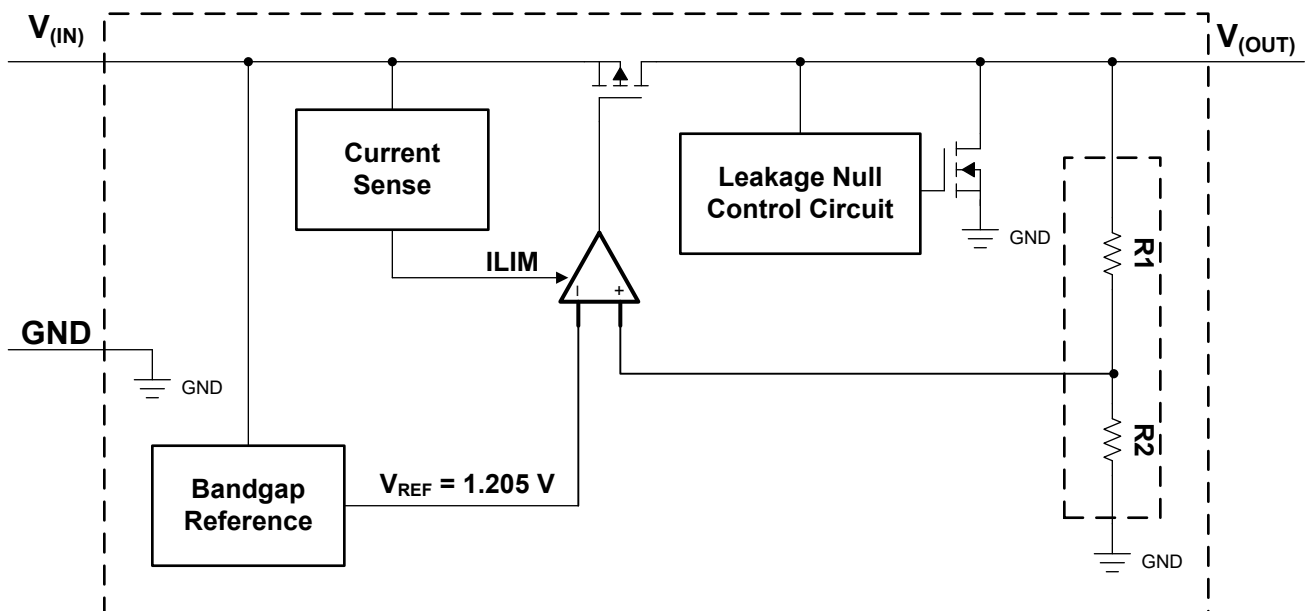 V(IN)
V(OUT)
Current
Sense
Leakage Null
Control Circuit
GND
R1
ILIM
– +
GND
GND
R2
Bandgap
Reference
VREF = 1.205 V
GND